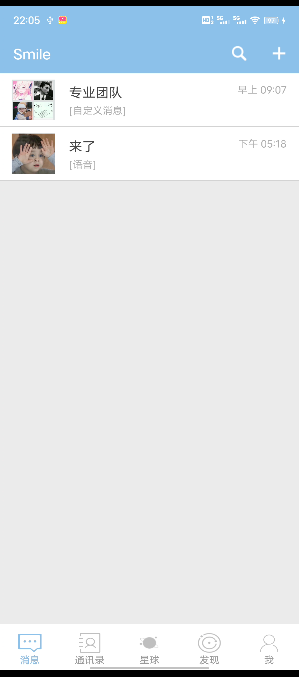 22:05
Smile
专业团队
早上 09:07
[自定义消息]
来了
下午 05:18
[语音]
消息
通讯录
星球
发现
我